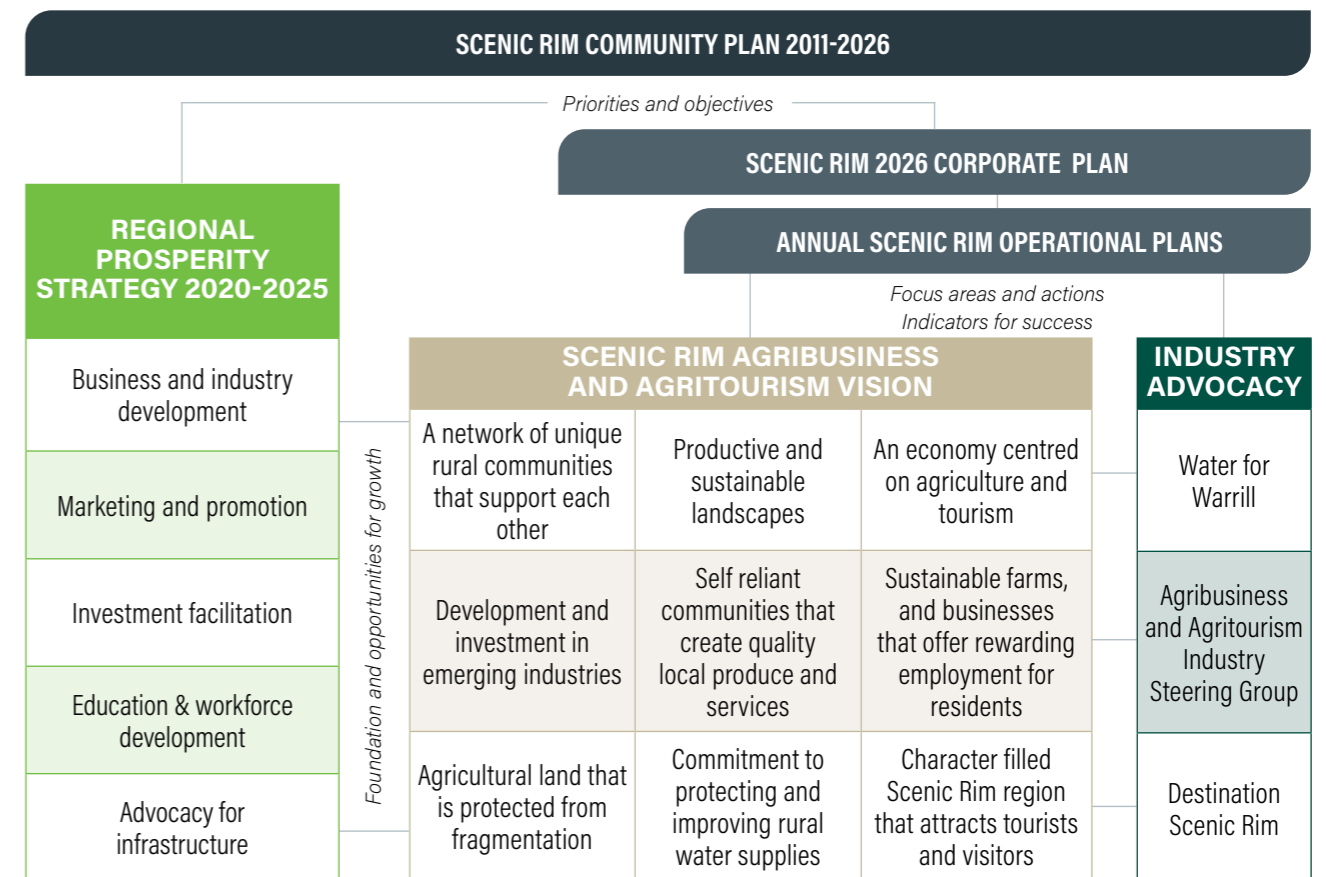 SCENIC RIM COMMUNITY PLAN 2011-2026
Priorities and objectives
SCENIC RIM 2026 CORPORATE PLAN
ANNUAL SCENIC RIM OPERATIONAL PLANS
Focus areas and actions
Indicators for success
REGIONAL
PROSPERITY
STRATEGY 2020-2025
Business and industry
development
Marketing and promotion
Investment facilitation
Education & workforce
development
Advocacy for
infrastructure
Foundation and opportunities for growth
SCENIC RIM AGRIBUSINESS
AND AGRITOURISM VISION
A network of unique
rural communities
that support each
other
Productive and
sustainable
landscapes
An economy centred
on agriculture and
tourism
Development and
investment in
emerging industries
Self reliant
communities that
create quality
local produce and
services
Sustainable farms,
and businesses
that offer rewarding
employment for
residents
Agricultural land that
is protected from
fragmentation
Commitment to
protecting and
improving rural
water supplies
Character filled
Scenic Rim region
that attracts tourists
and visitors
INDUSTRY
ADVOCACY
Water for
Warrill
Agribusiness
and Agritourism
Industry
Steering Group
Destination
Scenic Rim